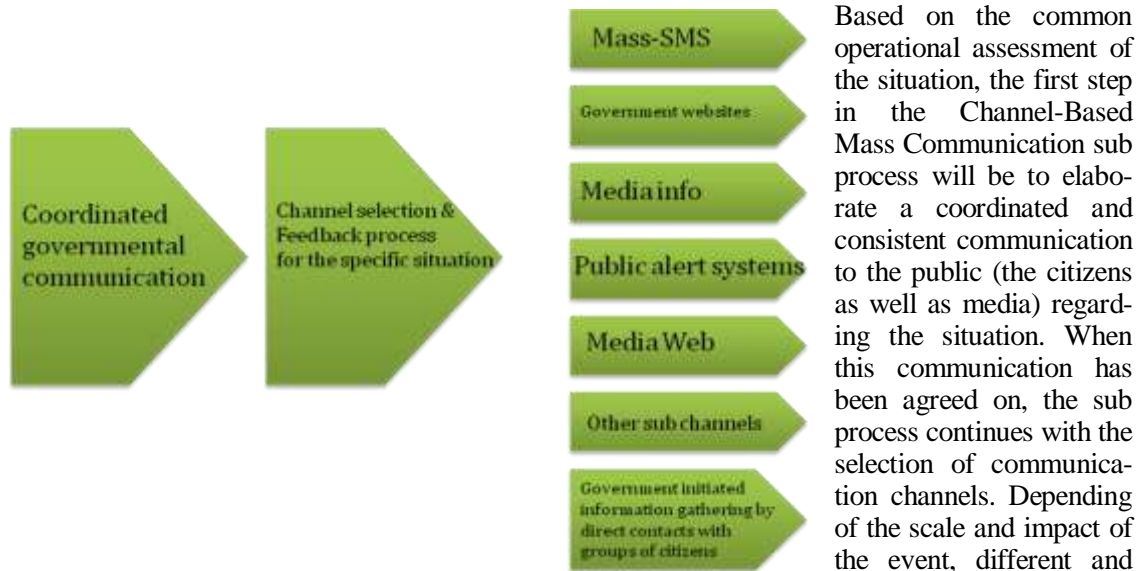 Coordinated
governmental
communication
Channel selection &
Feedback process
for the specific situation
Mass-SMS
Government websites
Media info
Public alert systems
Media Web
Other sub channels
Government initiated
information gathering by
direct contacts with
groups of citizens
Based on the common
operational assessment of
the situation, the first step
in the Channel-Based
Mass Communication sub
process will be to elabo-
rate a coordinated and
consistent communication
to the public (the citizens
as well as media) regard-
ing the situation. When
this communication has
been agreed on, the sub
process continues with the
selection of communica-
tion channels. Depending
of the scale and impact of
the event, different and